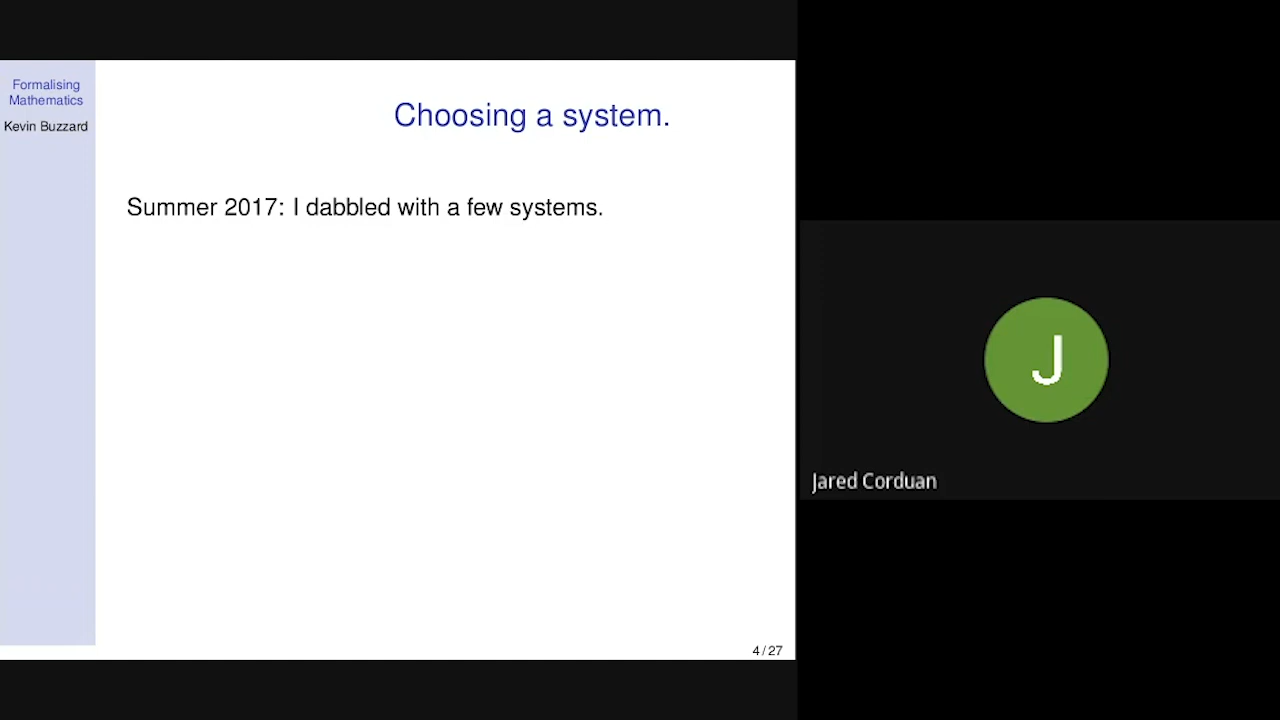 Formalising
Mathematics
Kevin Buzzard
Choosing a system.
Summer 2017: I dabbled with a few systems.
4 / 27
J
Jared Corduan